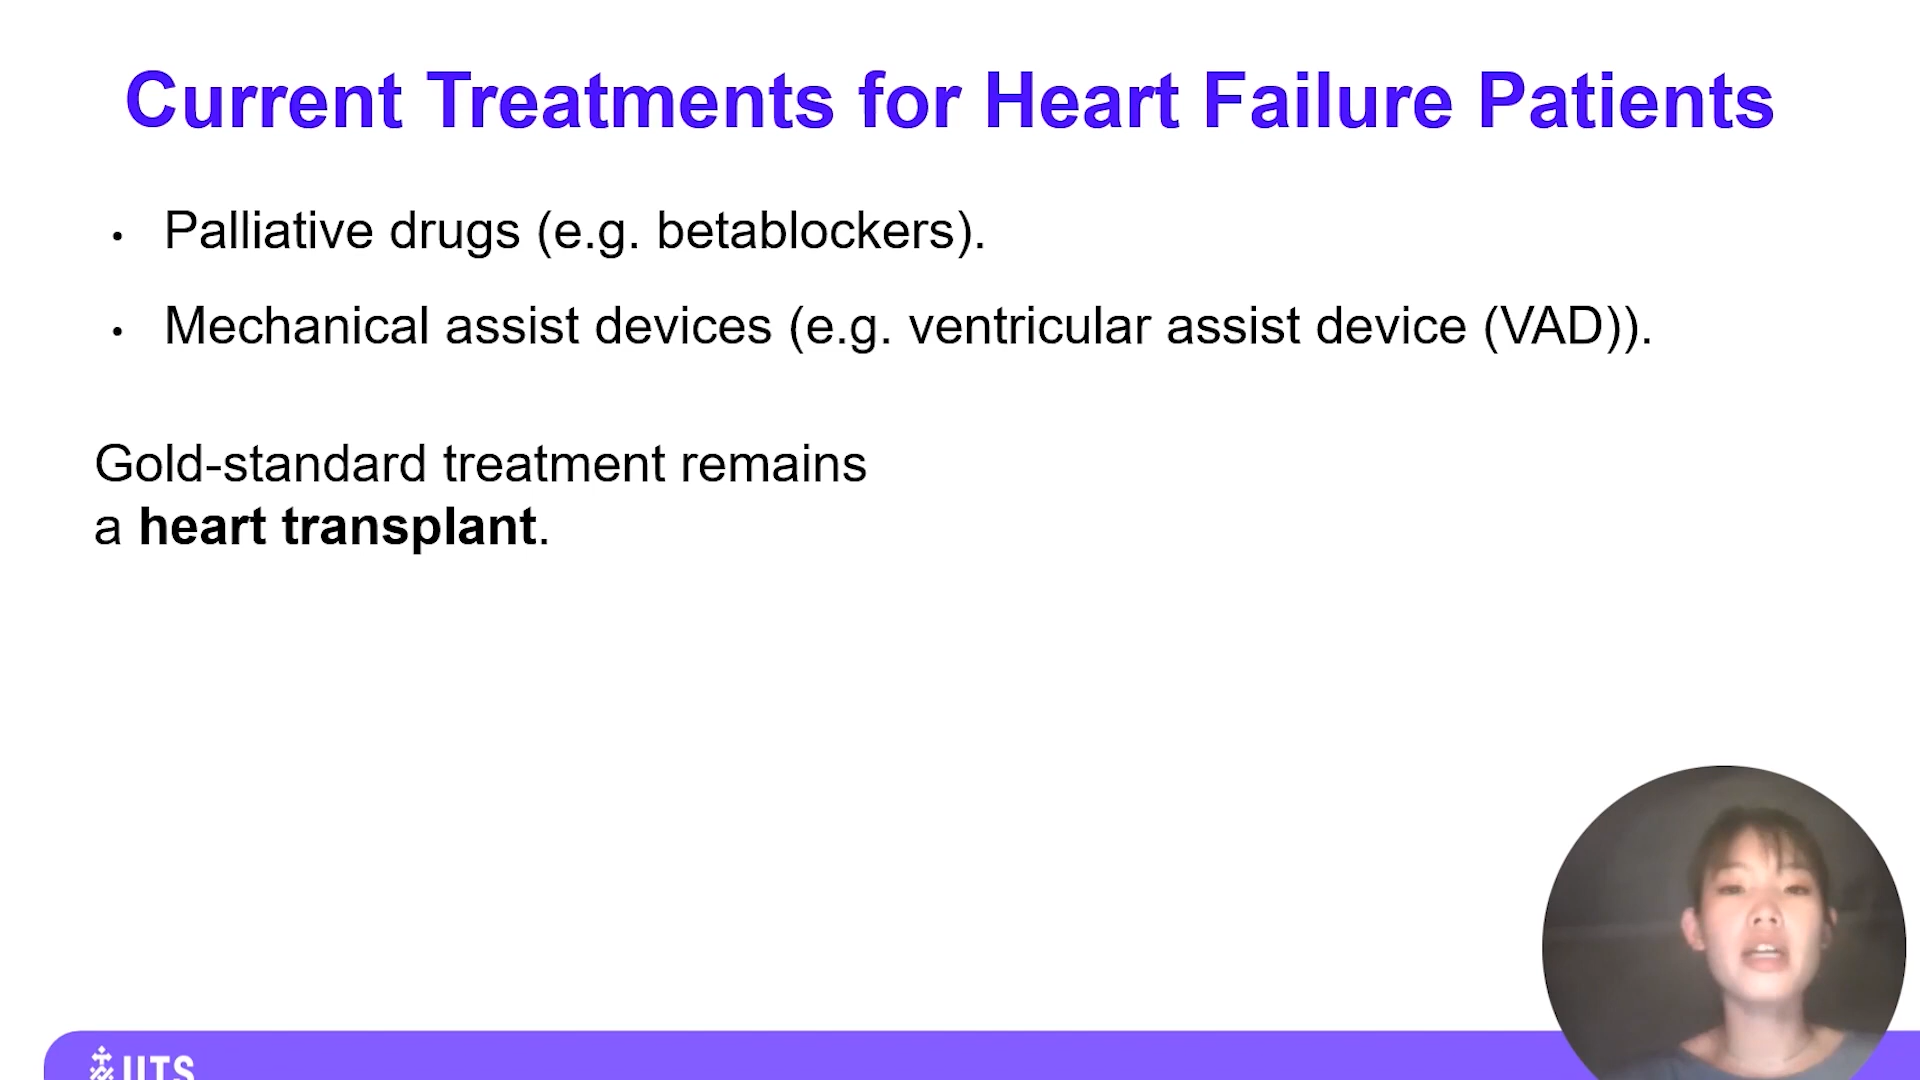 Current Treatments for Heart Failure Patients
• Palliative drugs (e.g. betablockers).
• Mechanical assist devices (e.g. ventricular assist device (VAD)).
Gold-standard treatment remains
a heart transplant.
UTS